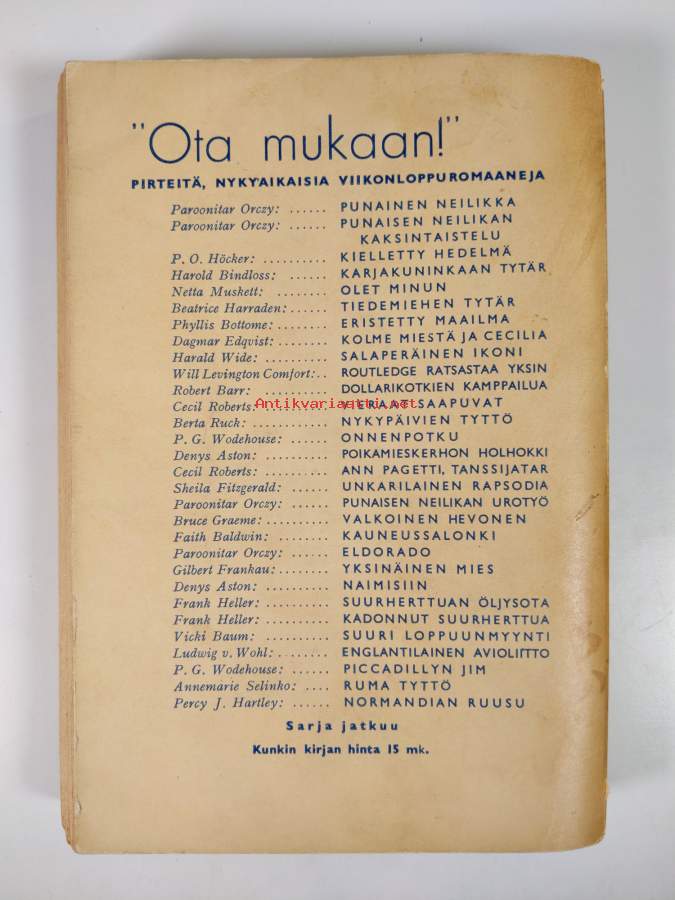 "Ota mukaan!"
PIRTEITÄ, NYKYAIKAISIA VIIKONLOPPUROMAANEJA
Paroonitar Orczy: ...... PUNAINEN NEILIKKA
Paroonitar Orczy: ...... PUNAISEN NEILIKAN
KAKSINTAISTELU
P. O. Höcker: .......... KIELLETTY HEDELMÄ
Harold Bindloss: ...... KARJAKUNINKAAN TYTÄR
Netta Muskett: ........ OLET MINUN
Beatrice Harraden: ...... TIEDEMIEHEN TYTÄR
Phyllis Bottome: ........ ERISTETTY MAAILMA
Dagmar Edqvist: ........ KOLME MIESTÄ JA CECILIA
Harald Wide: .......... SALAPERÄINEN IKONI
Will Levington Comfort: .. ROUTLEDGE RATSASTAA YKSIN
Robert Barr: .......... DOLLARIKOTKIEN KAMPPAILUA
Cecil Roberts: SAAPUVAT
Antikvariaatti.net
Berta Ruck: ........... NYKYPÄIVIEN TYTTÖ
P. G. Wodehouse: ...... ONNENPOTKU
Denys Aston: .......... POIKAMIESKERHON HOLHOKKI
Cecil Roberts: ........ ANN PAGETTI, TANSSIJATAR
Sheila Fitzgerald: ...... UNKARILAINEN RAPSODIA
Paroonitar Orczy: ...... PUNAISEN NEILIKAN UROTYÖ
Bruce Graeme: .......... VALKOINEN HEVONEN
Faith Baldwin: ........ KAUNEUSSALONKI
Paroonitar Orczy: ...... ELDORADO
Gilbert Frankau: ........ YKSINÄINEN MIES
Denys Aston: .......... NAIMISIIN
Frank Heller: .......... SUURHERTTUAN ÖLJYSOTA
Frank Heller: .......... KADONNUT SUURHERTTUA
Vicki Baum: .......... SUURI LOPPUUNMYYNTI
Ludwig v. Wohl: ........ ENGLANTILAINEN AVIOLIITTO
P. G. Wodehouse: ...... PICCADILLYN JIM
Annemarie Selinko: .... RUMA TYTTÖ
Percy J. Hartley: ...... NORMANDIAN RUUSU
Sarja jatkuu
Kunkin kirjan hinta 15 mk.